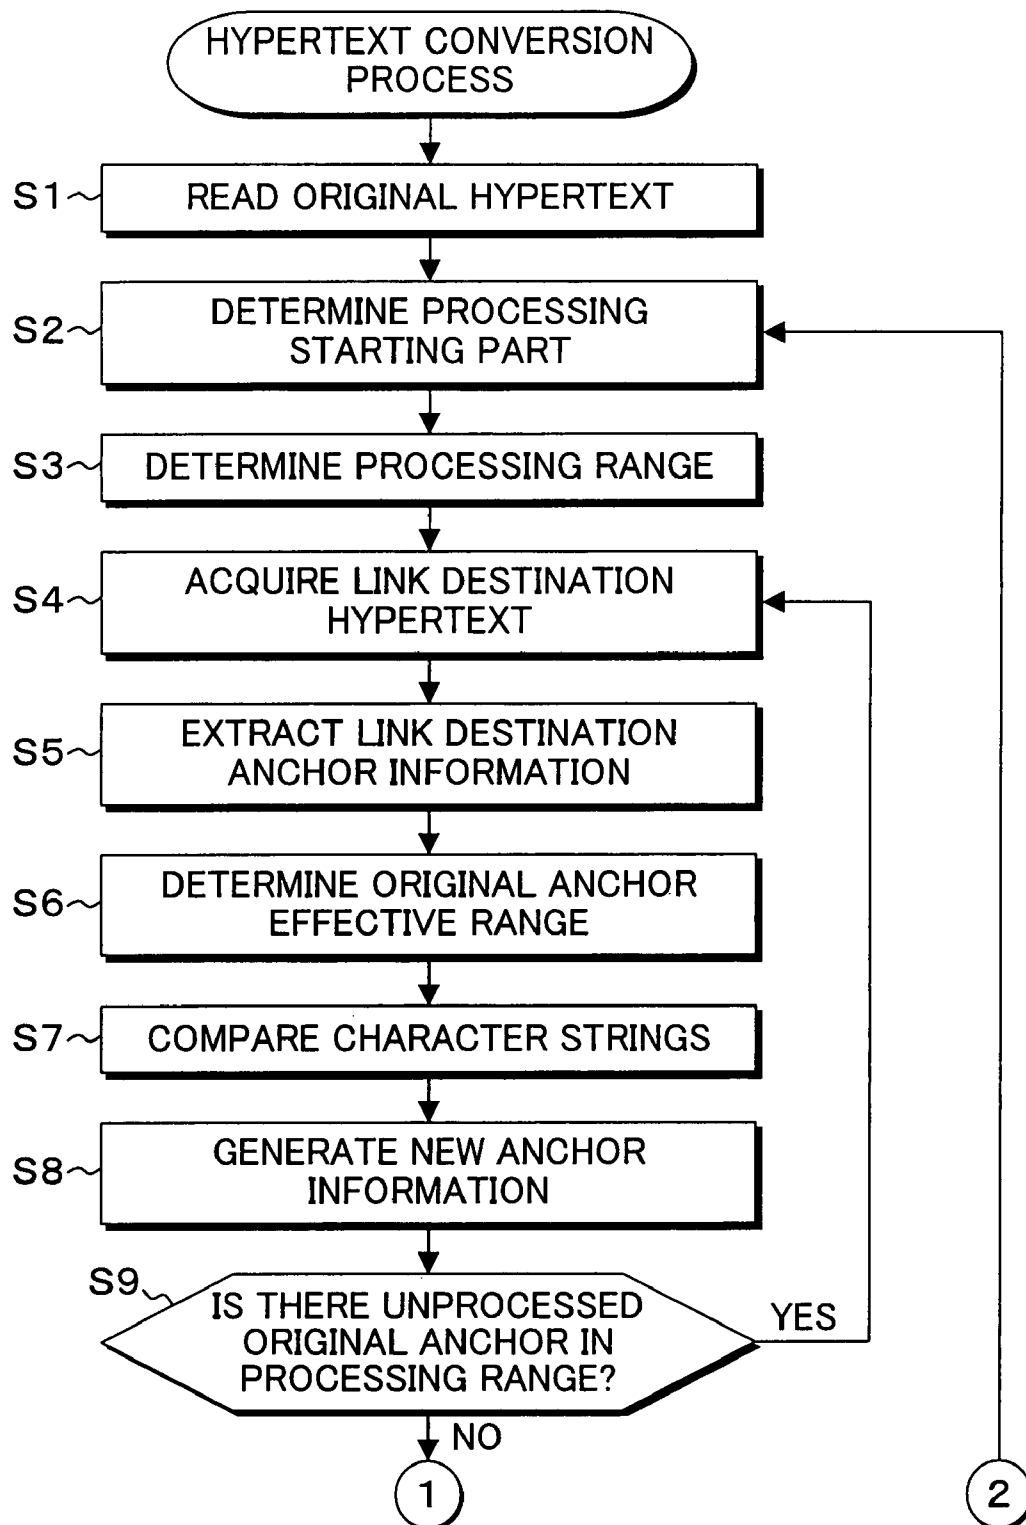 HYPERTEXT CONVERSION
PROCESS
S1
READ ORIGINAL HYPERTEXT
S2
DETERMINE PROCESSING
STARTING PART
S3
DETERMINE PROCESSING RANGE
S4
ACQUIRE LINK DESTINATION
HYPERTEXT
S5
EXTRACT LINK DESTINATION
ANCHOR INFORMATION
S6
DETERMINE ORIGINAL ANCHOR
EFFECTIVE RANGE
S7
COMPARE CHARACTER STRINGS
S8
GENERATE NEW ANCHOR
INFORMATION
S9
IS THERE UNPROCESSED
ORIGINAL ANCHOR IN
PROCESSING RANGE?
YES
NO
1
2